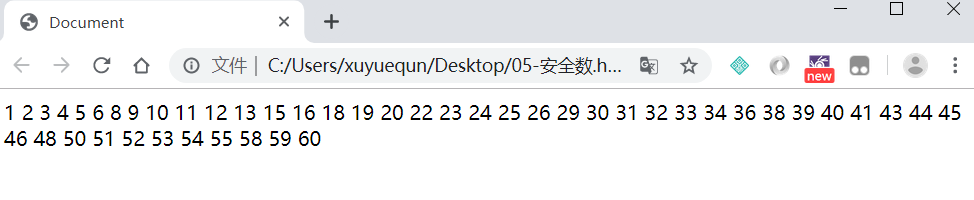 Document
文件 | C:/Users/xuyuequn/Desktop/05-安全数.h...
new
1 2 3 4 5 6 8 9 10 11 12 13 15 16 18 19 20 22 23 24 25 26 29 30 31 32 33 34 36 38 39 40 41 43 44 45
46 48 50 51 52 53 54 55 58 59 60